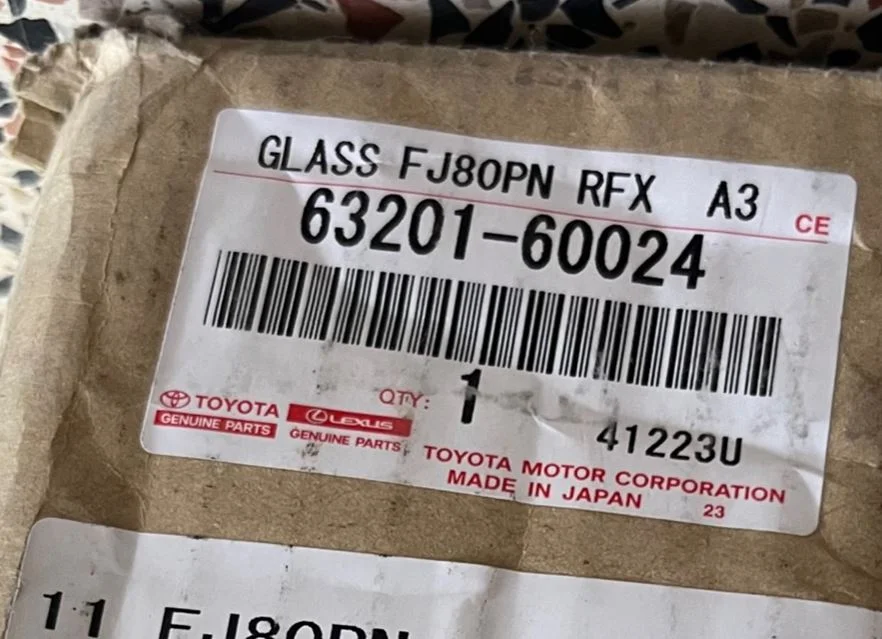 GLASS FJ80PN RFX A3
CE
63201-60024
QTY: 1
TOYOTA
GENUINE PARTS
LEXUS
GENUINE PARTS
41223U
TOYOTA MOTOR CORPORATION
MADE IN JAPAN 23
11 FJ80PN